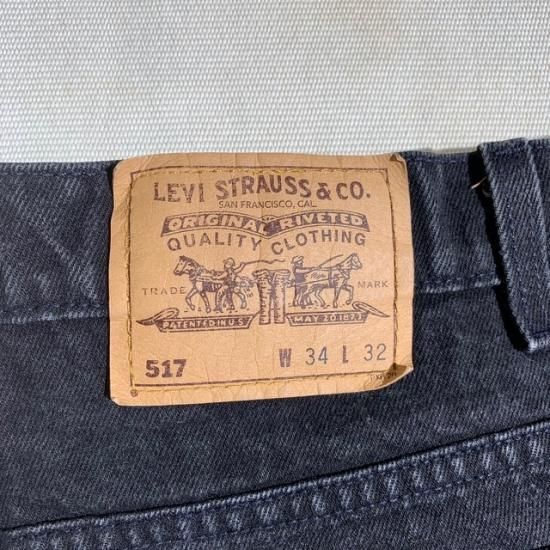 LEVI STRAUSS & CO.
SAN FRANCISCO, CAL.
ORIGINAL RIVETED
QUALITY CLOTHING
TRADE MARK
PATENTED IN U.S. MAY 20 1873
517 W 34 L 32